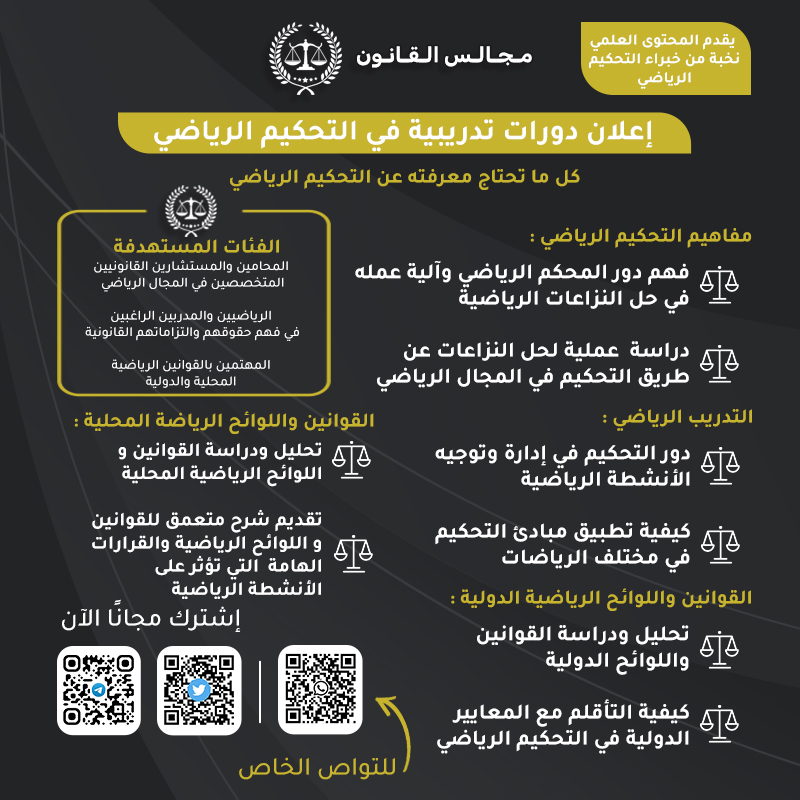 يقدم المحتوى العلمي
نخبة من خبراء التحكيم
الرياضي
مجالس القانون
إعلان دورات تدريبية في التحكيم الرياضي
كل ما تحتاج معرفته عن التحكيم الرياضي
مفاهيم التحكيم الرياضي :
فهم دور المحكم الرياضي وآلية عمله
في حل النزاعات الرياضية
دراسة عملية لحل النزاعات عن
طريق التحكيم في المجال الرياضي
الفئات المستهدفة
المحامين والمستشارين القانونيين
المتخصصين في المجال الرياضي
الرياضيين والمدربين الراغبين
في فهم حقوقهم والتزاماتهم القانونية
المهتمين بالقوانين الرياضية
المحلية والدولية
التدريب الرياضي :
دور التحكيم في إدارة وتوجيه
الأنشطة الرياضية
كيفية تطبيق مبادئ التحكيم
في مختلف الرياضات
القوانين واللوائح الرياضة المحلية :
تحليل ودراسة القوانين و
اللوائح الرياضية المحلية
تقديم شرح متعمق للقوانين
و اللوائح الرياضية والقرارات
الهامة التي تؤثر على
الأنشطة الرياضية
القوانين واللوائح الرياضية الدولية :
تحليل ودراسة القوانين
واللوائح الدولية
كيفية التأقلم مع المعايير
الدولية في التحكيم الرياضي
إشترك مجانًا الآن
للتواص الخاص